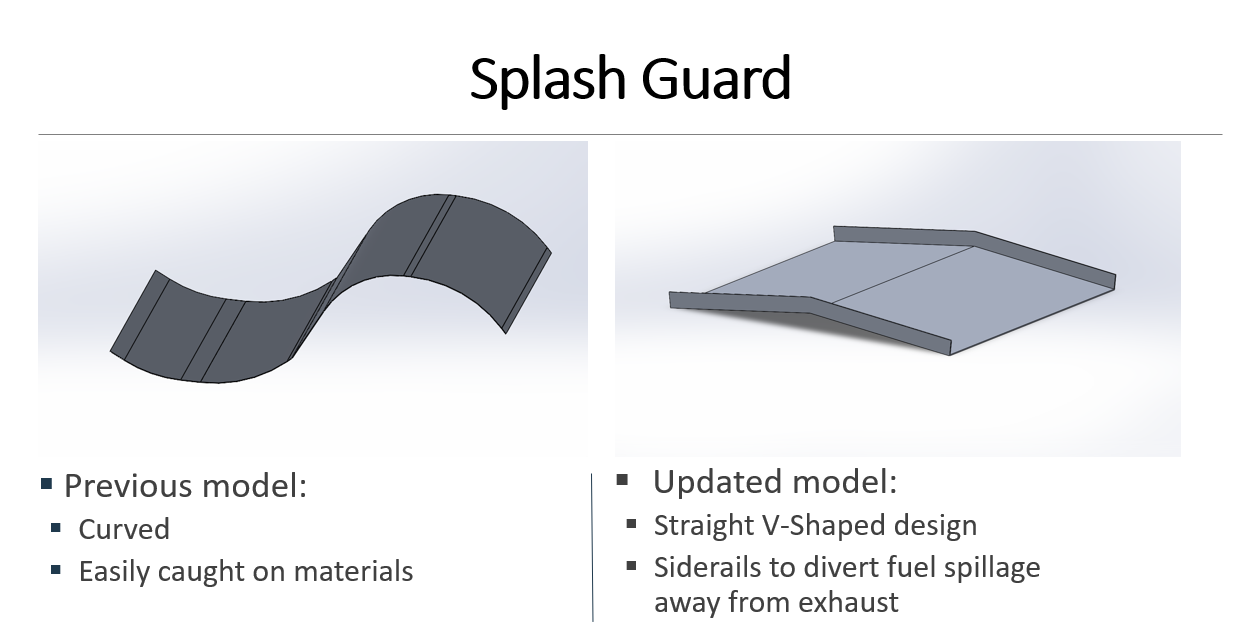 Splash Guard
Previous model:
Curved
Easily caught on materials
Updated model:
Straight V-Shaped design
Siderails to divert fuel spillage
away from exhaust